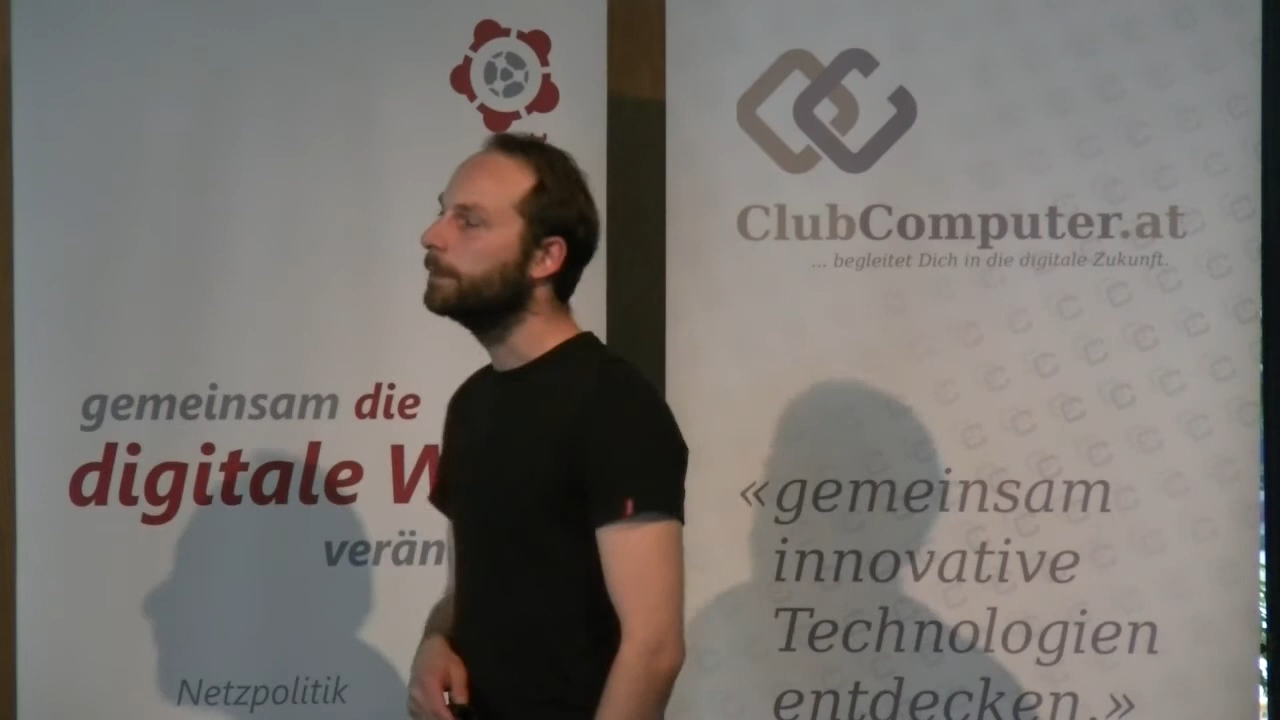 gemeinsam die
digitale W
verän
Netzpolitik
ClubComputer.at
... begleitet Dich in die digitale Zukunft.
«gemeinsam
innovative
Technologien
entdecken.»